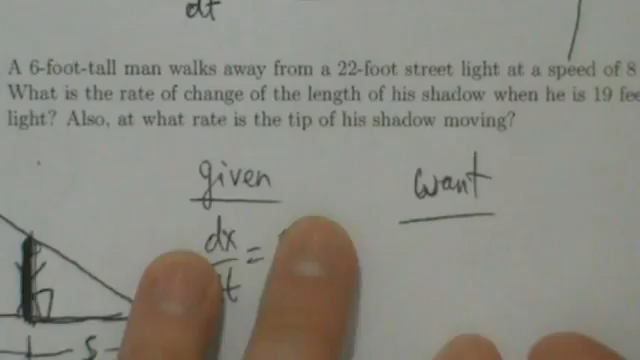 dt
A 6-foot-tall man walks away from a 22-foot street light at a speed of 8
What is the rate of change of the length of his shadow when he is 19 fee
light? Also, at what rate is the tip of his shadow moving?
given
want
dx
=
t
S